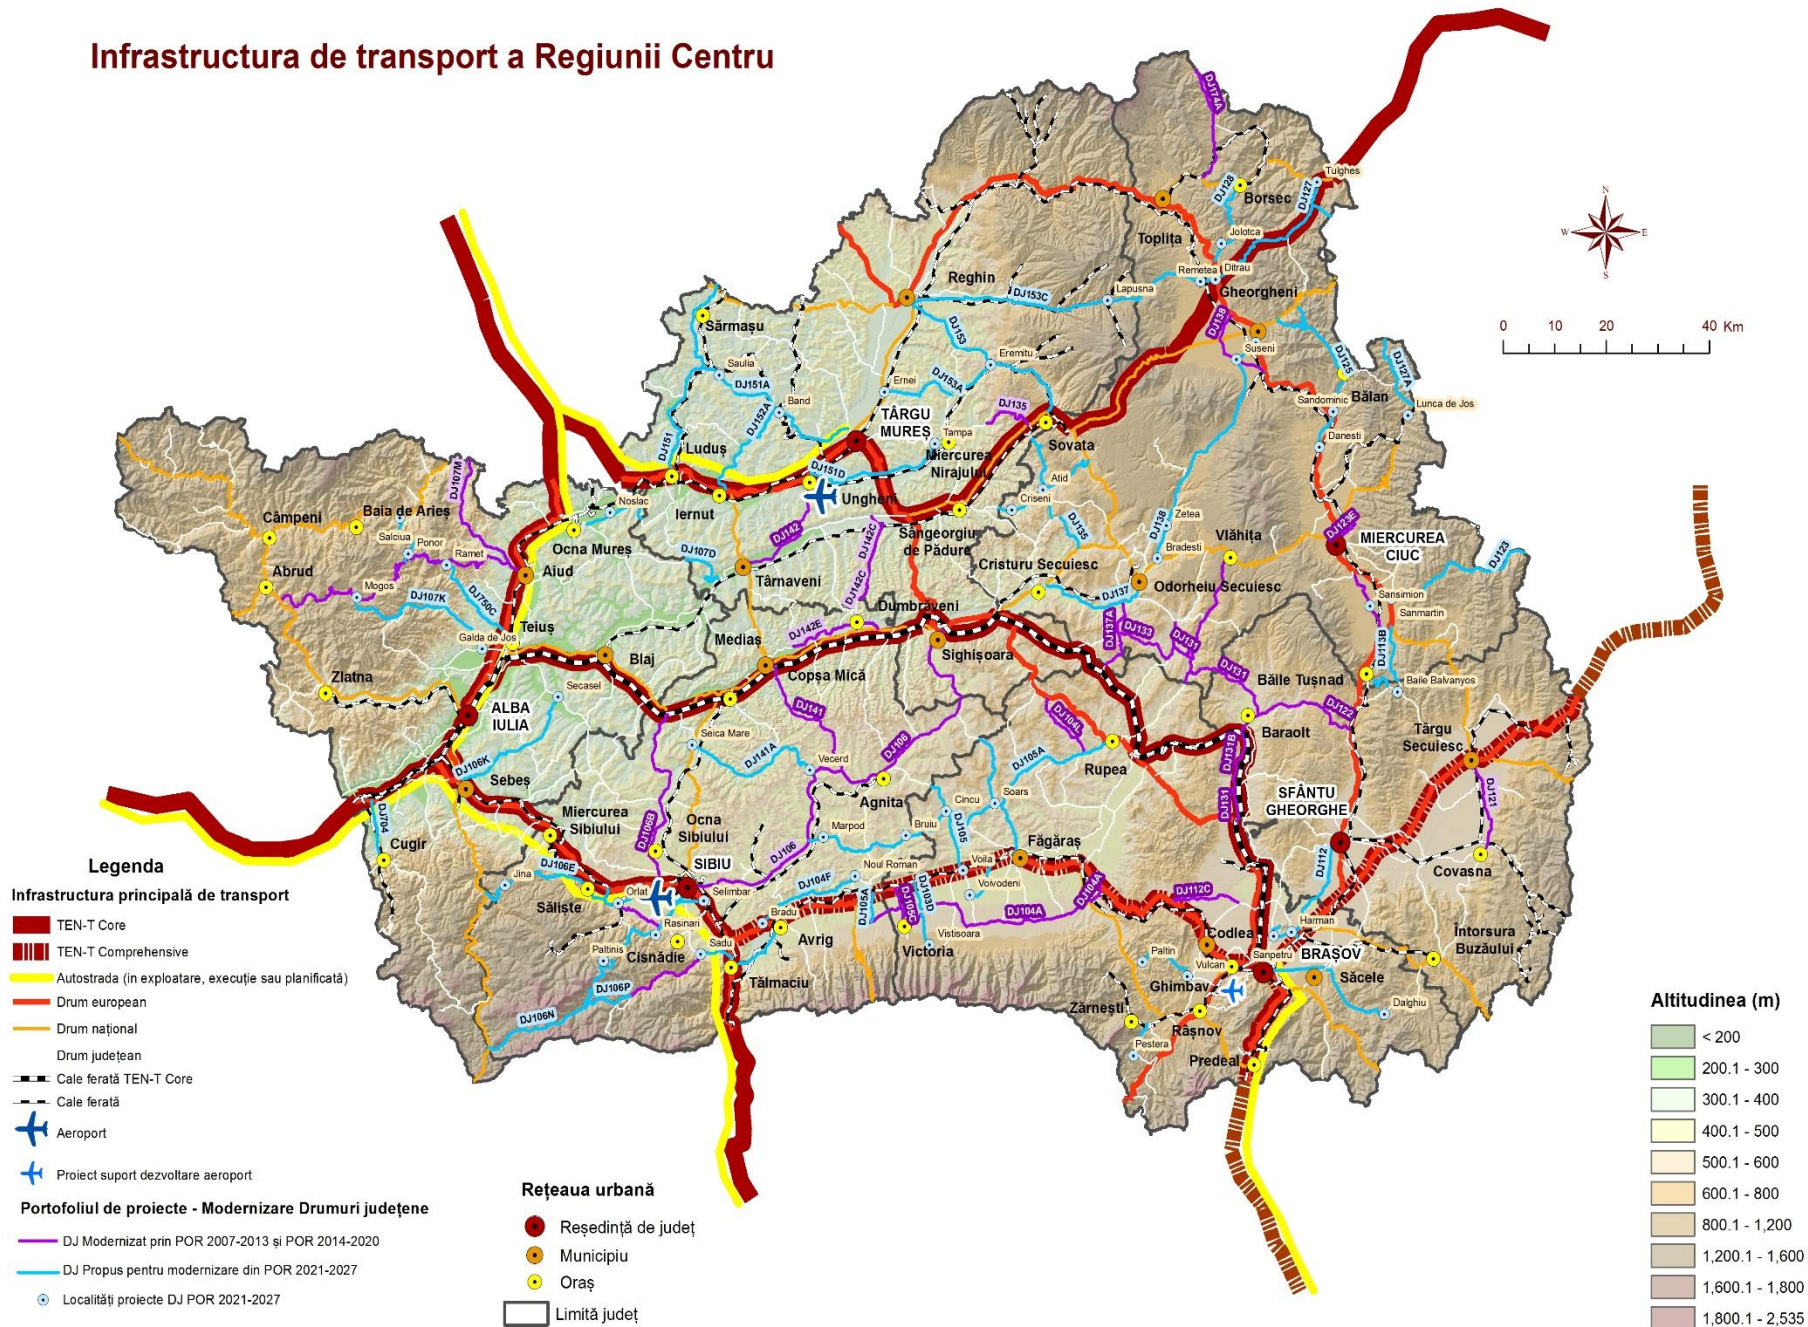 Infrastructura de transport a Regiunii Centru
DJ174A
Tulghes
DJ128
Borsec
DJ127
N
W
E
S
Toplița
Jolotca
Remetea
Ditrau
Gheorgheni
Reghin
DJ153C
Lapusna
Sărmașu
DJ138
0 10 20 40 Km
DJ153
Suseni
Saulia
Eremitu
DJ125
DJ127A
DJ151A
Ernei
DJ153A
Bălan
Sandominic
Lunca de Jos
Band
DJ152A
TÂRGU
MUREȘ
DJ135
Danesti
Luduș
DJ151
Tampa
Sovata
Miercurea
Nirajului
DJ151D
Atid
DJ107M
Noslac
Iernut
Ungheni
Criseni
Câmpeni
Baia de Arieș
Sângeorgiu
de Pădure
DJ135
DJ138
Zetea
DJ123E
MIERCUREA
CIUC
Salciua
Ponor
Ramet
Ocna Mureș
DJ142
DJ142C
Vlăhița
Bradesti
DJ123
Abrud
Aiud
DJ107D
Târnaveni
Cristuru Secuiesc
Odorheiu Secuiesc
Mogos
DJ107K
DJ750C
DJ142C
DJ137
Sansimion
Dumbrăveni
Sanmartin
Teiuș
Galda de Jos
Mediaș
DJ142E
DJ137A
DJ133
DJ131
DJ113B
Blaj
Sighișoara
Zlatna
Copșa Mică
DJ131
Băile Tușnad
Baile Balvanyos
Secasel
ALBA
IULIA
DJ141
DJ104L
DJ122
Târgu
Secuiesc
Seica Mare
DJ106
Baraolt
DJ141A
Vecerd
DJ105A
DJ131B
DJ106K
Rupea
Sebeș
Agnita
DJ121
Soars
DJ131
SFÂNTU
GHEORGHE
DJ704
Miercurea
Sibiului
Cincu
Marpod
Bruiu
Ocna
Sibiului
DJ106B
DJ105
Cugir
Făgăraș
DJ106
SIBIU
Voila
DJ112
Covasna
DJ106E
Noul Roman
Jina
Orlat
Selimbar
DJ104F
Voivodeni
DJ104A
DJ112C
Săliște
DJ105A
DJ105C
DJ103D
DJ104A
Bradu
Rasinari
Harman
Întorsura
Buzăului
Sadu
Avrig
Vistisoara
Codlea
Paltinis
Cisnădie
Victoria
Paltin
Sanpetru
BRAȘOV
Vulcan
Tălmaciu
Ghimbav
Săcele
DJ106P
Dalghiu
Zărnești
DJ106N
Râșnov
Pestera
Predeal
Legenda
Infrastructura principală de transport
TEN-T Core
TEN-T Comprehensive
Autostrada (in exploatare, execuție sau planificată)
Drum european
Drum național
Drum județean
Cale ferată TEN-T Core
Cale ferată
Aeroport
Proiect suport dezvoltare aeroport
Portofoliul de proiecte - Modernizare Drumuri județene
DJ Modernizat prin POR 2007-2013 și POR 2014-2020
DJ Propus pentru modernizare din POR 2021-2027
Localități proiecte DJ POR 2021-2027
Rețeaua urbană
Reședință de județ
Municipiu
Oraș
Limită județ
Altitudinea (m)
< 200
200.1 - 300
300.1 - 400
400.1 - 500
500.1 - 600
600.1 - 800
800.1 - 1,200
1,200.1 - 1,600
1,600.1 - 1,800
1,800.1 - 2,535